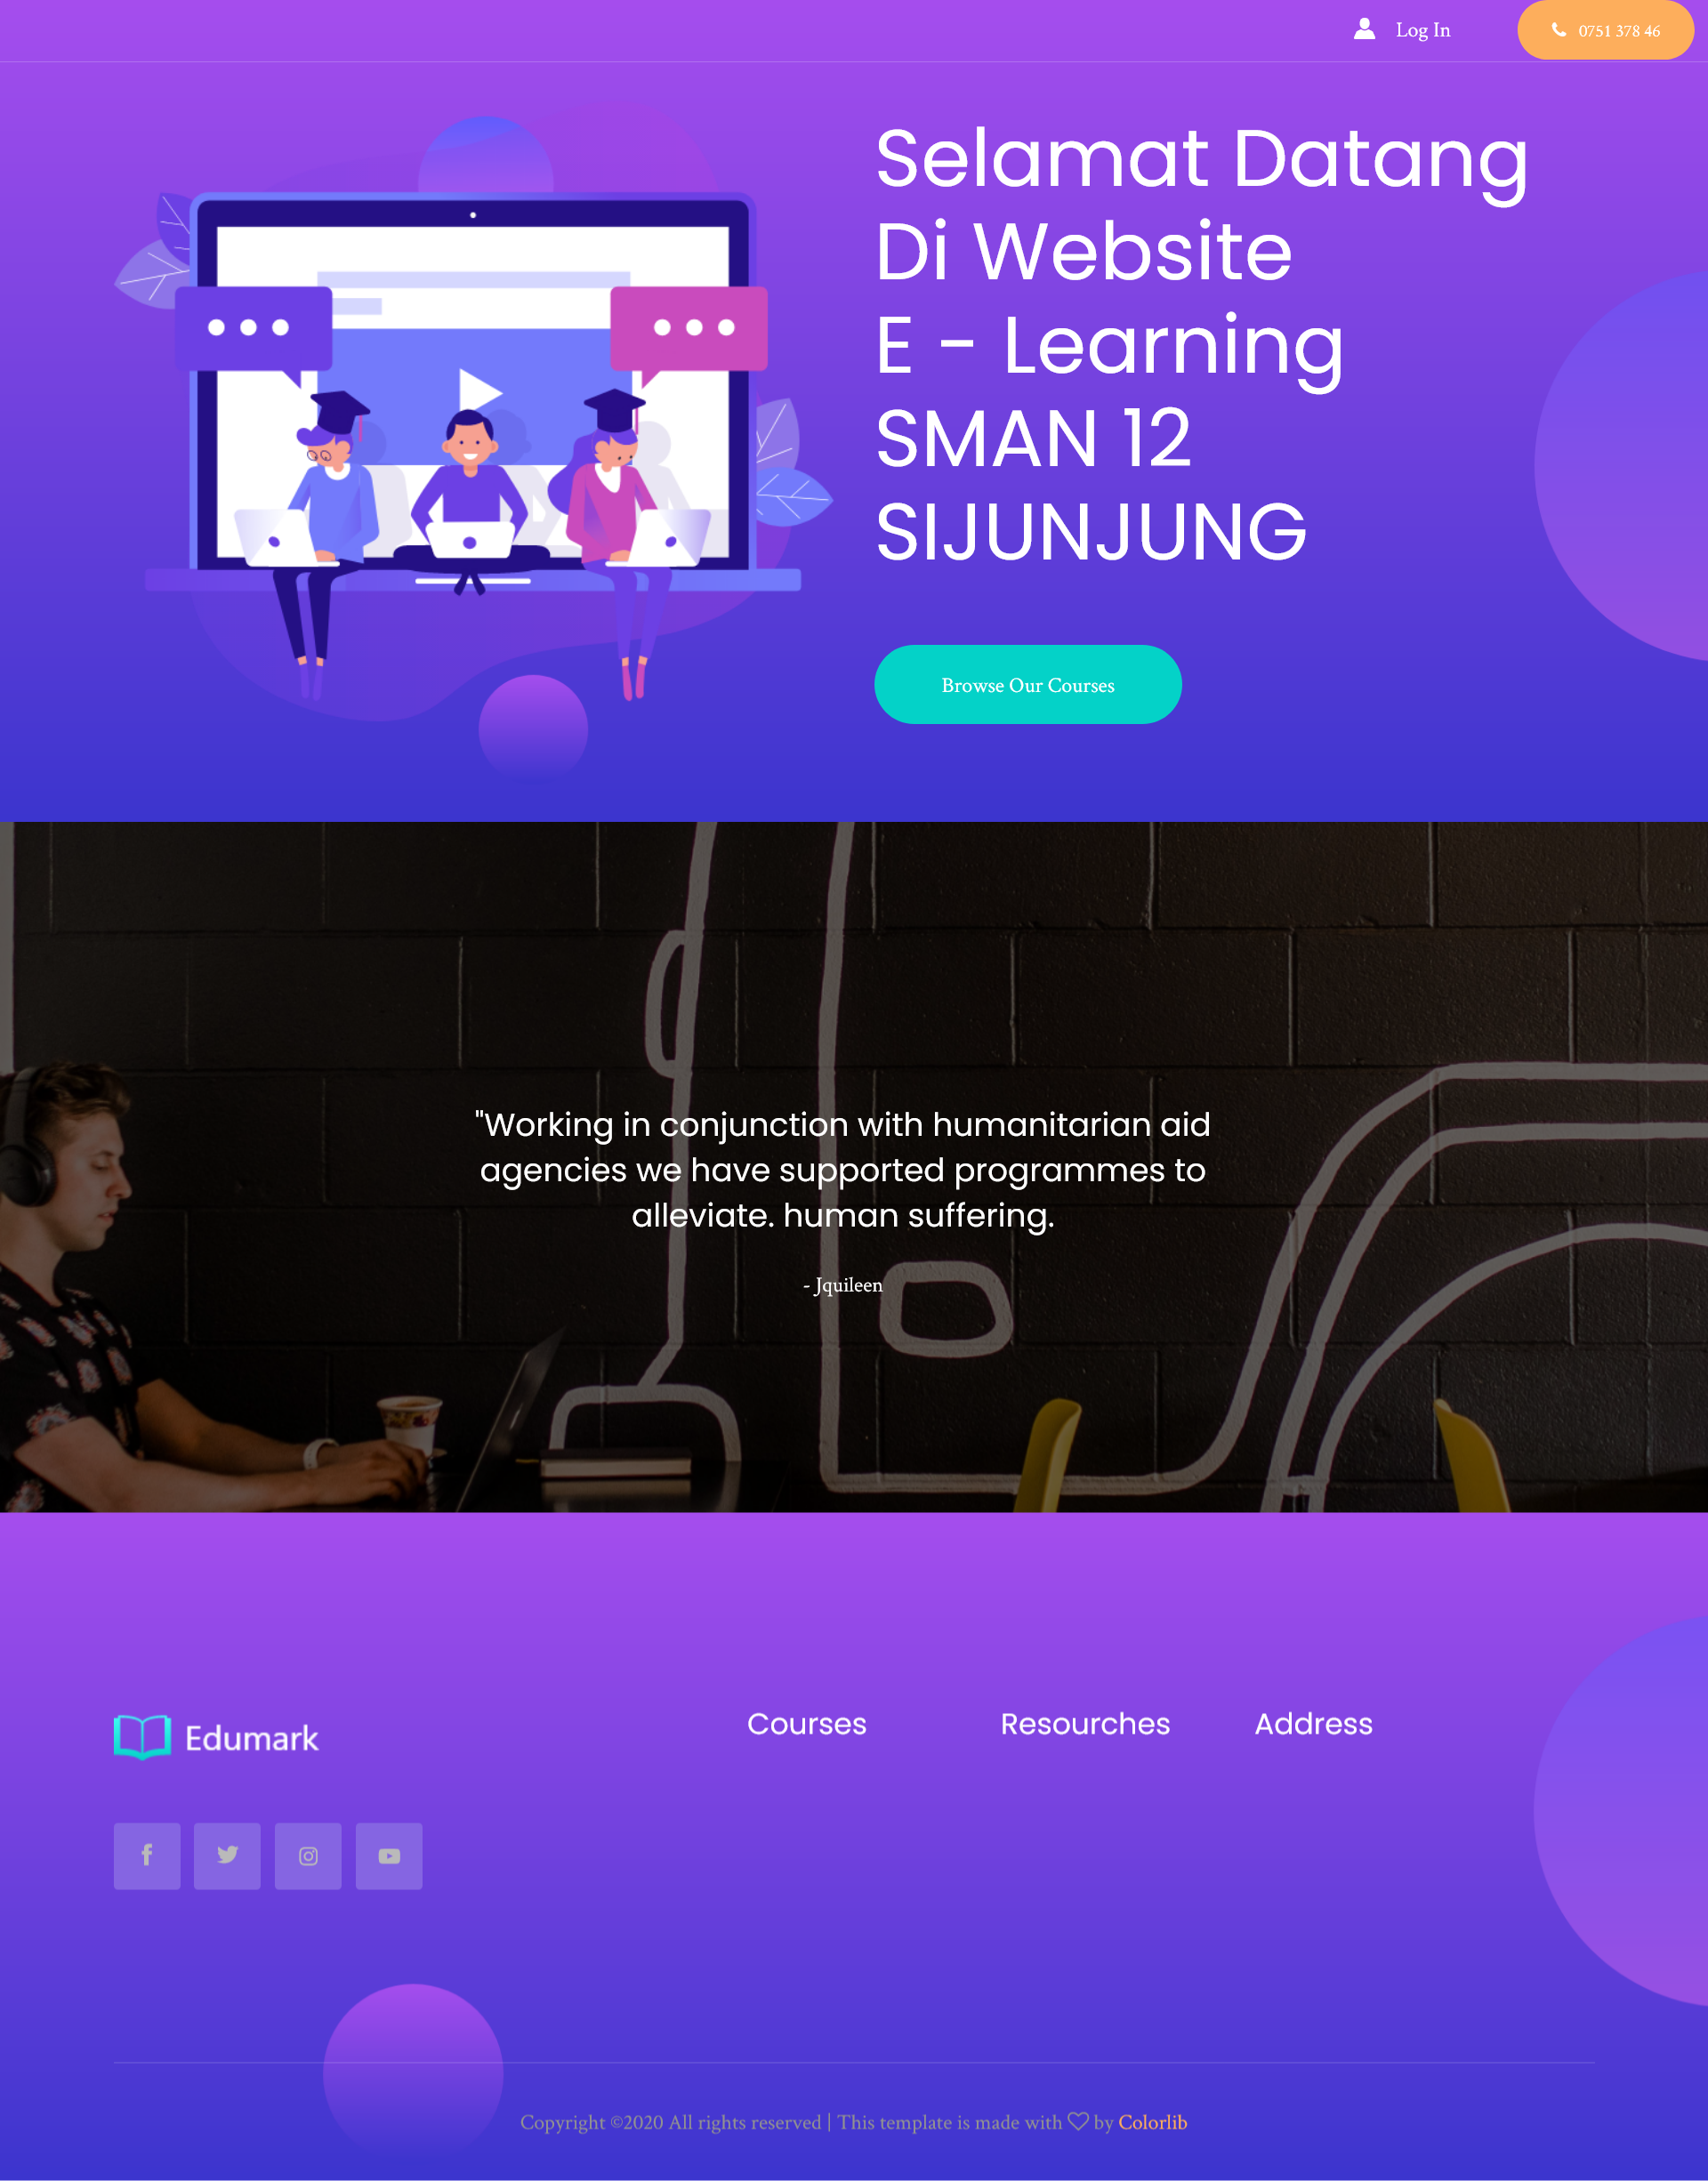 Log In
0751 378 46
Selamat Datang
Di Website
E - Learning
SMAN 12
SIJUNJUNG
Browse Our Courses
"Working in conjunction with humanitarian aid
agencies we have supported programmes to
alleviate. human suffering.
- Jquileen
Edumark
Courses
Resourches
Address
Copyright ©2020 All rights reserved | This template is made with ♡ by Colorlib